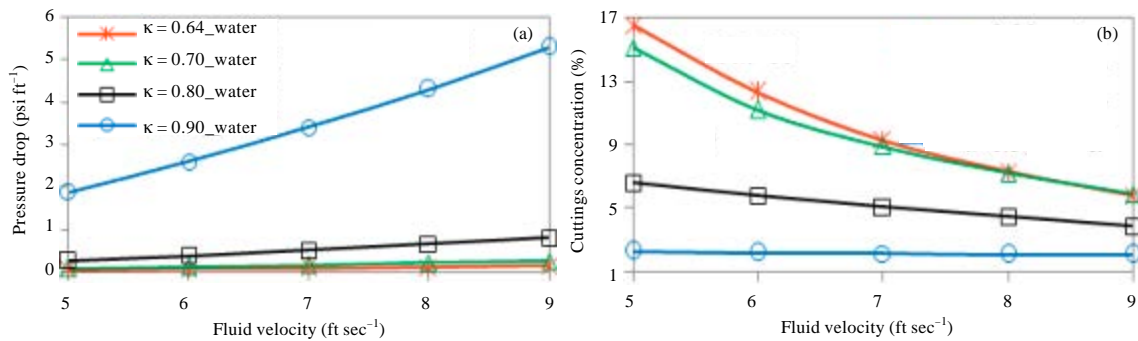 (a)
κ = 0.64_water
κ = 0.70_water
κ = 0.80_water
κ = 0.90_water
Pressure drop (psi ft⁻¹)
6
5
4
3
2
1
0
5 6 7 8 9
Fluid velocity (ft sec⁻¹)
(b)
Cuttings concentration (%)
17
13
9
5
1
5 6 7 8 9
Fluid velocity (ft sec⁻¹)